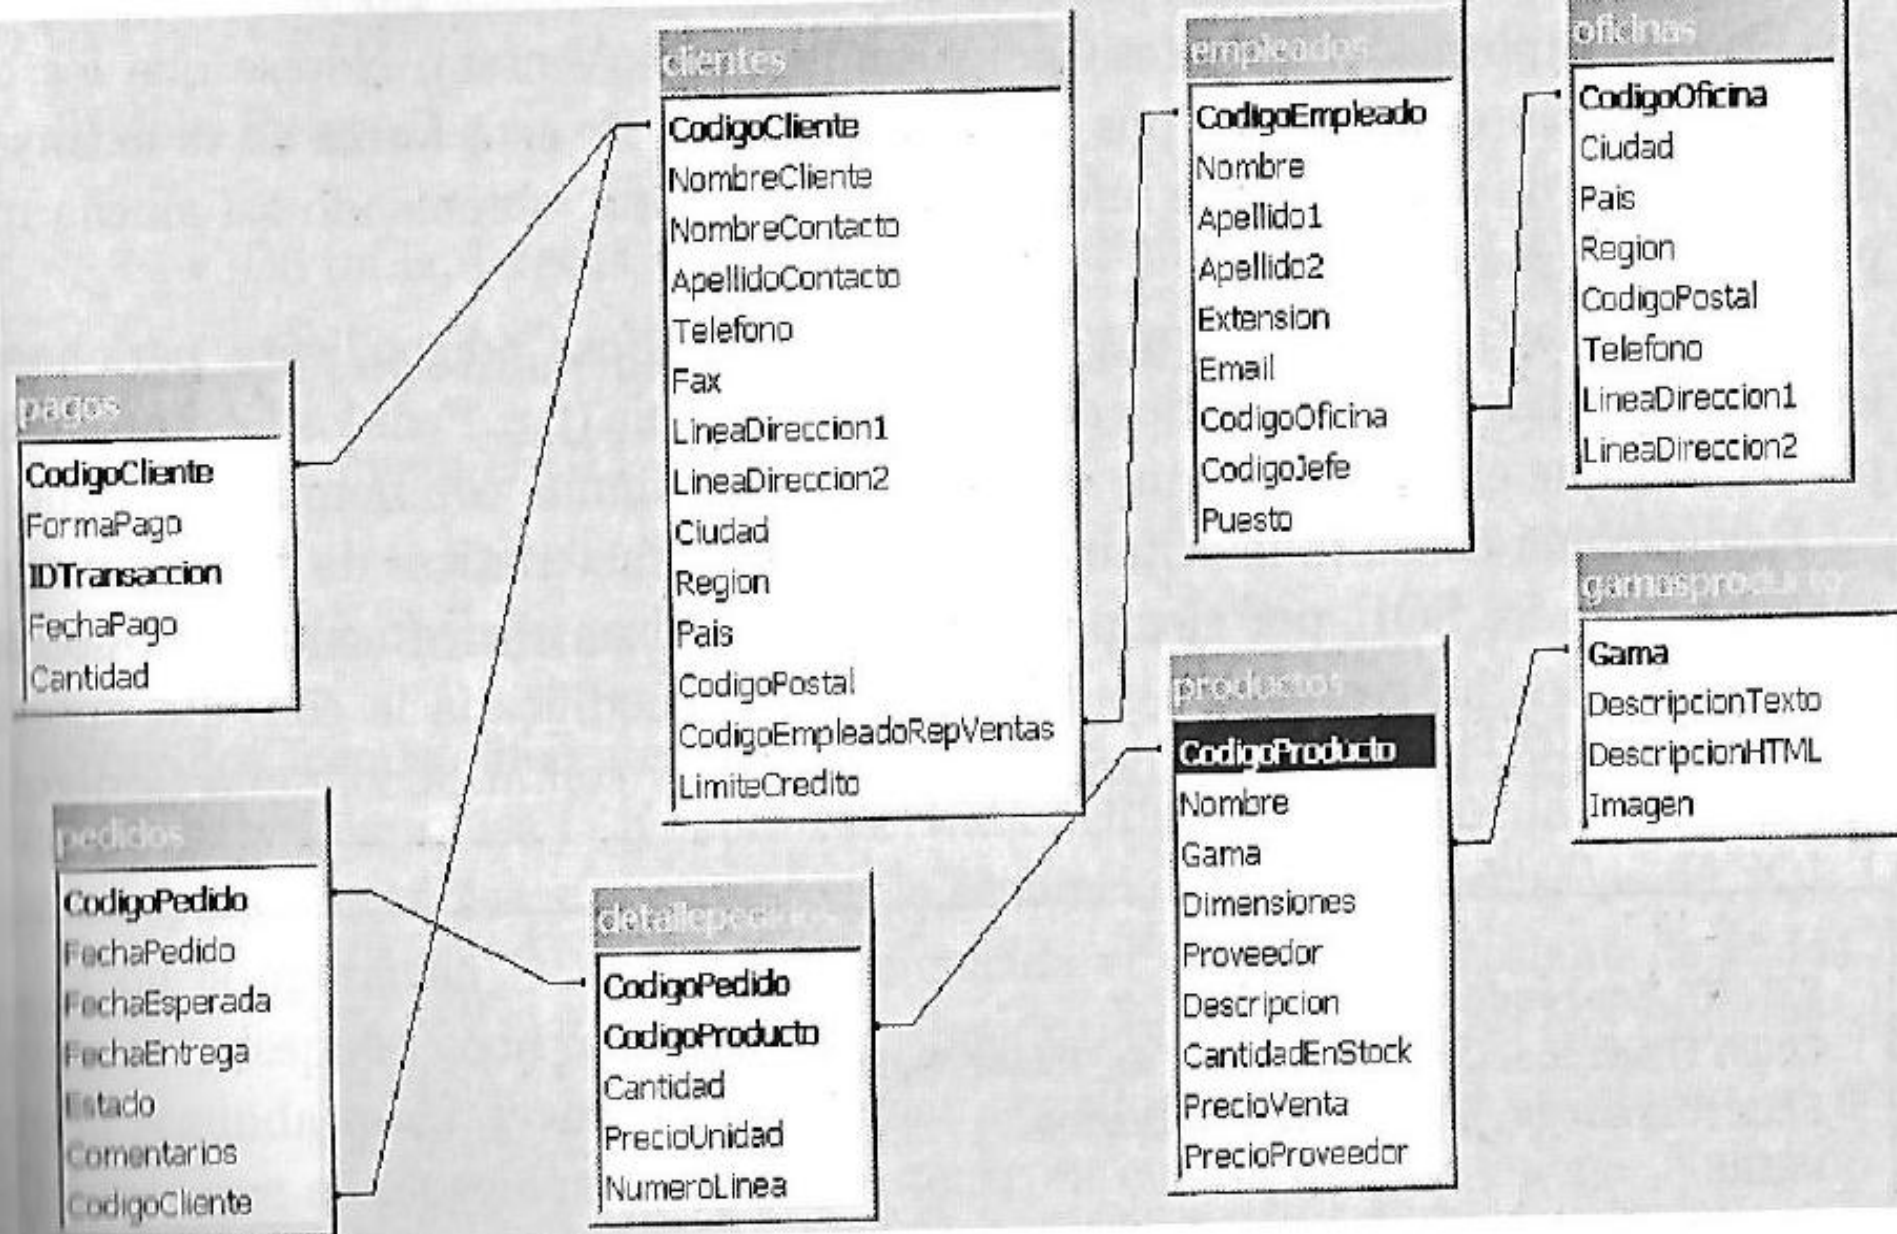 clientes
CodigoCliente
NombreCliente
NombreContacto
ApellidoContacto
Telefono
Fax
LineaDireccion1
LineaDireccion2
Ciudad
Region
Pais
CodigoPostal
CodigoEmpleadoRepVentas
LimiteCredito
empleados
CodigoEmpleado
Nombre
Apellido1
Apellido2
Extension
Email
CodigoOficina
CodigoJefe
Puesto
oficinas
CodigoOficina
Ciudad
Pais
Region
CodigoPostal
Telefono
LineaDireccion1
LineaDireccion2
pagos
CodigoCliente
FormaPago
IDTransaccion
FechaPago
Cantidad
gamasproducto
Gama
DescripcionTexto
DescripcionHTML
Imagen
productos
CodigoProducto
Nombre
Gama
Dimensiones
Proveedor
Descripcion
CantidadEnStock
PrecioVenta
PrecioProveedor
pedidos
CodigoPedido
FechaPedido
FechaEsperada
FechaEntrega
Estado
Comentarios
CodigoCliente
detallepedidos
CodigoPedido
CodigoProducto
Cantidad
PrecioUnidad
NumeroLinea